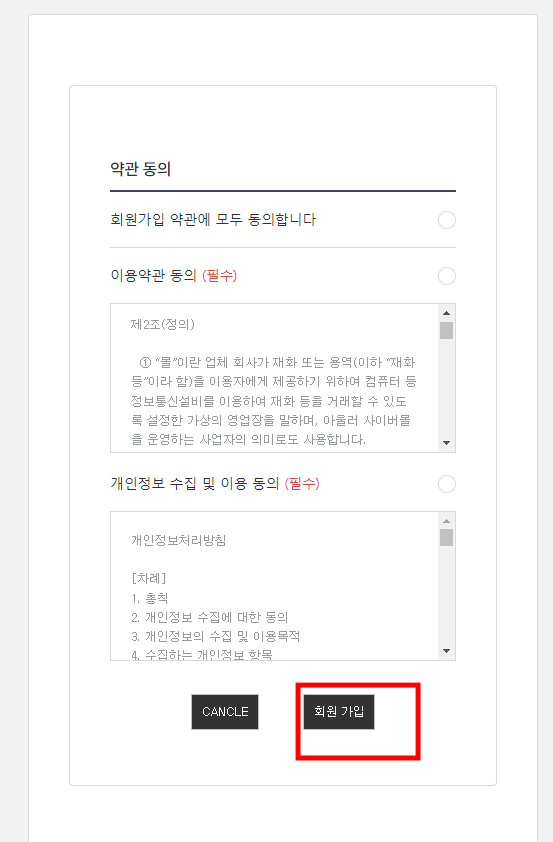 약관 동의
회원가입 약관에 모두 동의합니다
이용약관 동의 (필수)
제2조(정의)
① “몰”이란 업체 회사가 재화 또는 용역(이하 “재화
등”이라 함)을 이용자에게 제공하기 위하여 컴퓨터 등
정보통신설비를 이용하여 재화 등을 거래할 수 있도
록 설정한 가상의 영업장을 말하며, 아울러 사이버몰
을 운영하는 사업자의 의미로도 사용합니다.
개인정보 수집 및 이용 동의 (필수)
개인정보처리방침
[차례]
1. 총칙
2. 개인정보 수집에 대한 동의
3. 개인정보의 수집 및 이용목적
4. 수집하는 개인정보 항목
CANCLE
회원 가입